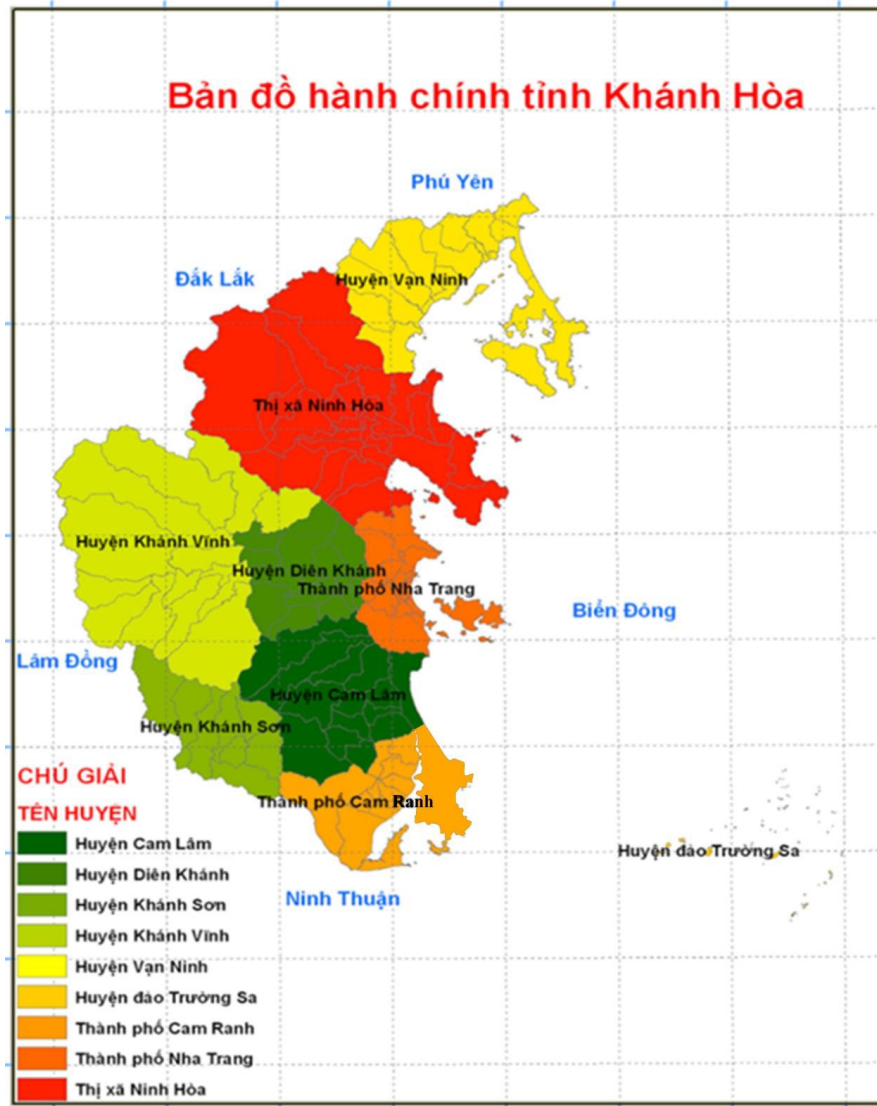 Bản đồ hành chính tỉnh Khánh Hòa
Phú Yên
Đắk Lắk
Huyện Vạn Ninh
Thị xã Ninh Hòa
Huyện Khánh Vĩnh
Huyện Diên Khánh
Thành phố Nha Trang
Biển Đông
Lâm Đồng
Huyện Cam Lâm
Huyện Khánh Sơn
Thành phố Cam Ranh
Huyện đảo Trường Sa
Ninh Thuận
CHÚ GIẢI
TÊN HUYỆN
Huyện Cam Lâm
Huyện Diên Khánh
Huyện Khánh Sơn
Huyện Khánh Vĩnh
Huyện Vạn Ninh
Huyện đảo Trường Sa
Thành phố Cam Ranh
Thành phố Nha Trang
Thị xã Ninh Hòa